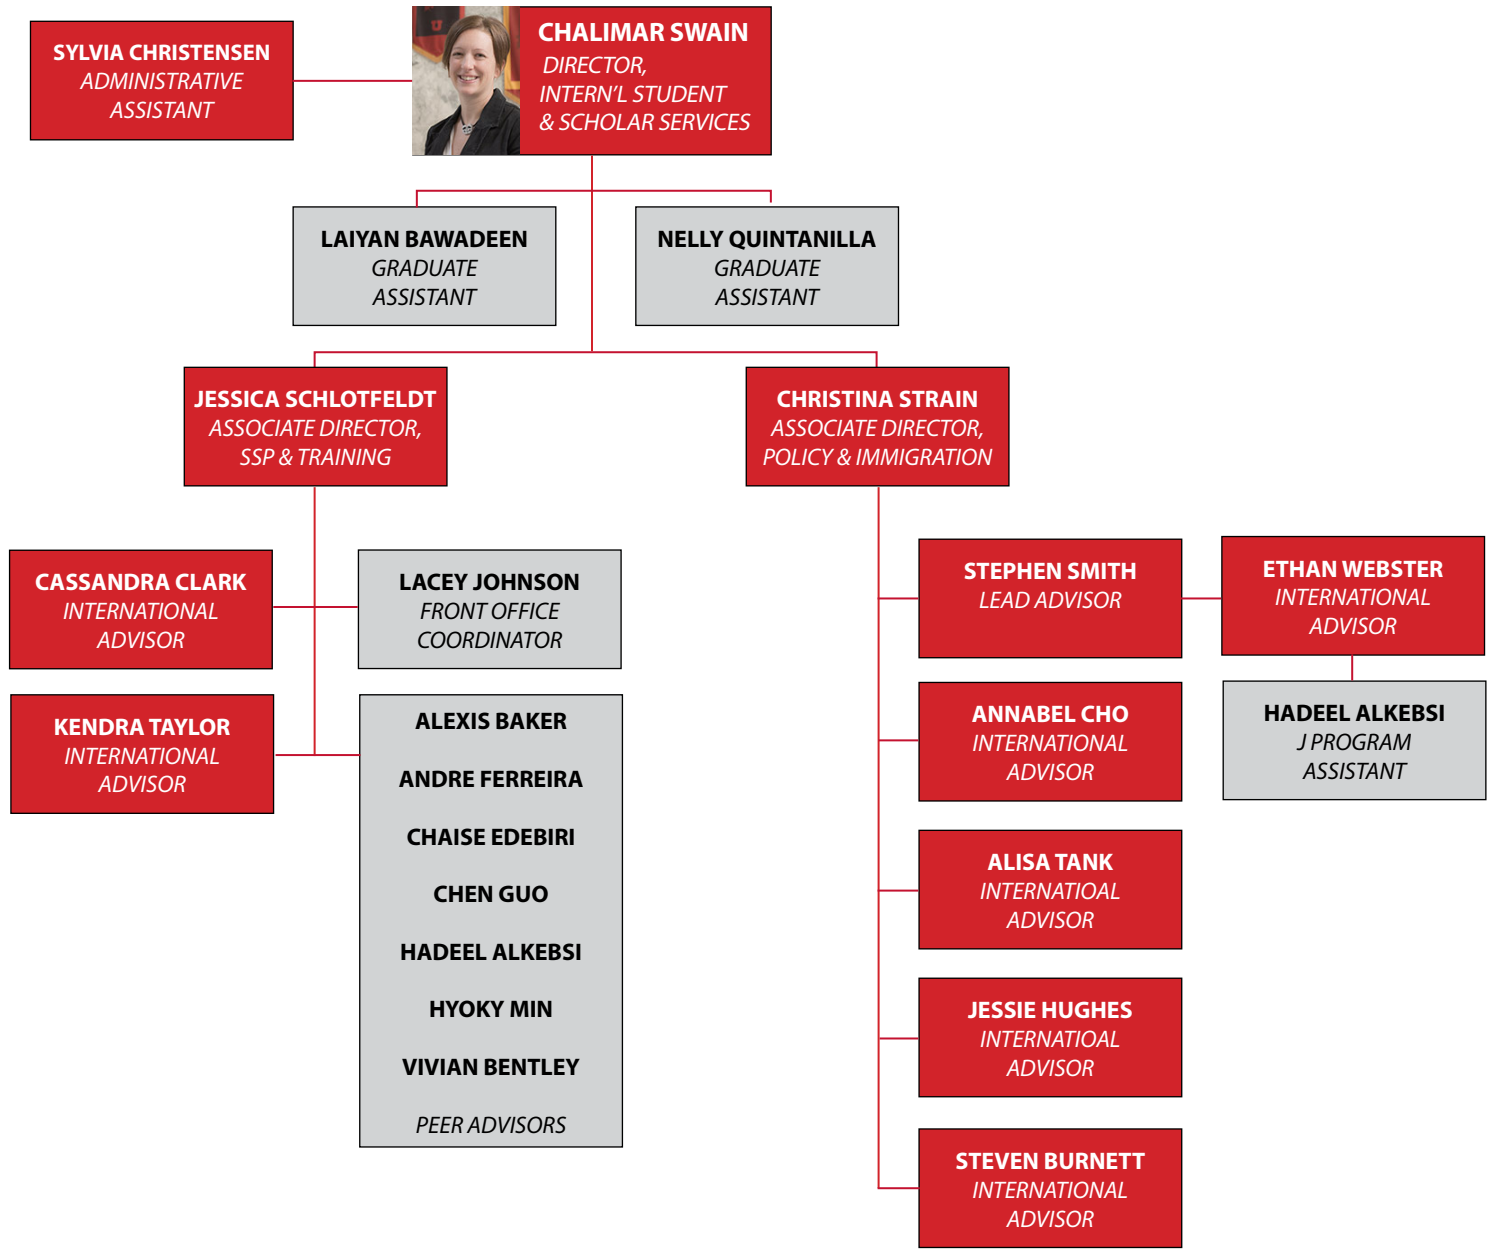 SYLVIA CHRISTENSEN
ADMINISTRATIVE
ASSISTANT
U
CHALIMAR SWAIN
DIRECTOR,
INTERN'L STUDENT
& SCHOLAR SERVICES
LAIYAN BAWADEEN
GRADUATE
ASSISTANT
NELLY QUINTANILLA
GRADUATE
ASSISTANT
JESSICA SCHLOTFELDT
ASSOCIATE DIRECTOR,
SSP & TRAINING
CHRISTINA STRAIN
ASSOCIATE DIRECTOR,
POLICY & IMMIGRATION
CASSANDRA CLARK
INTERNATIONAL
ADVISOR
LACEY JOHNSON
FRONT OFFICE
COORDINATOR
KENDRA TAYLOR
INTERNATIONAL
ADVISOR
ALEXIS BAKER
ANDRE FERREIRA
CHAISE EDEBIRI
CHEN GUO
HADEEL ALKEBSI
HYOKY MIN
VIVIAN BENTLEY
PEER ADVISORS
STEPHEN SMITH
LEAD ADVISOR
ETHAN WEBSTER
INTERNATIONAL
ADVISOR
HADEEL ALKEBSI
J PROGRAM
ASSISTANT
ANNABEL CHO
INTERNATIONAL
ADVISOR
ALISA TANK
INTERNATIOAL
ADVISOR
JESSIE HUGHES
INTERNATIOAL
ADVISOR
STEVEN BURNETT
INTERNATIONAL
ADVISOR